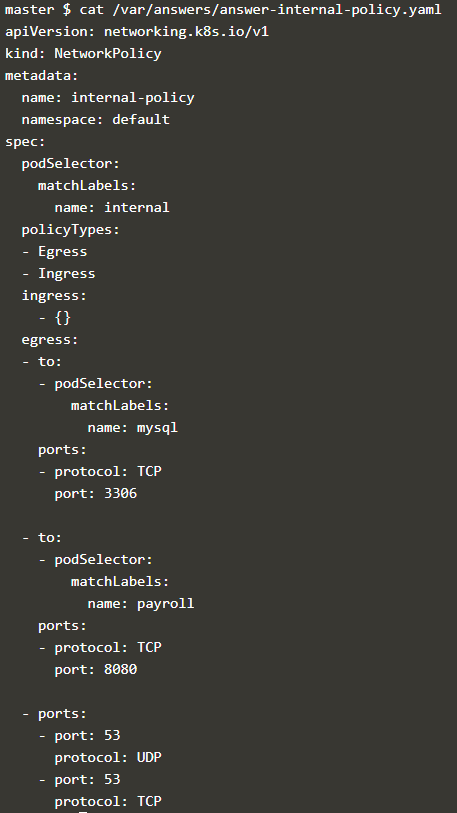 master $ cat /var/answers/answer-internal-policy.yaml
apiVersion: networking.k8s.io/v1
kind: NetworkPolicy
metadata:
  name: internal-policy
  namespace: default
spec:
  podSelector:
    matchLabels:
      name: internal
  policyTypes:
  - Egress
  - Ingress
  ingress:
    - {}
  egress:
  - to:
    - podSelector:
        matchLabels:
          name: mysql
    ports:
    - protocol: TCP
      port: 3306

  - to:
    - podSelector:
        matchLabels:
          name: payroll
    ports:
    - protocol: TCP
      port: 8080

  - ports:
    - port: 53
      protocol: UDP
    - port: 53
      protocol: TCP